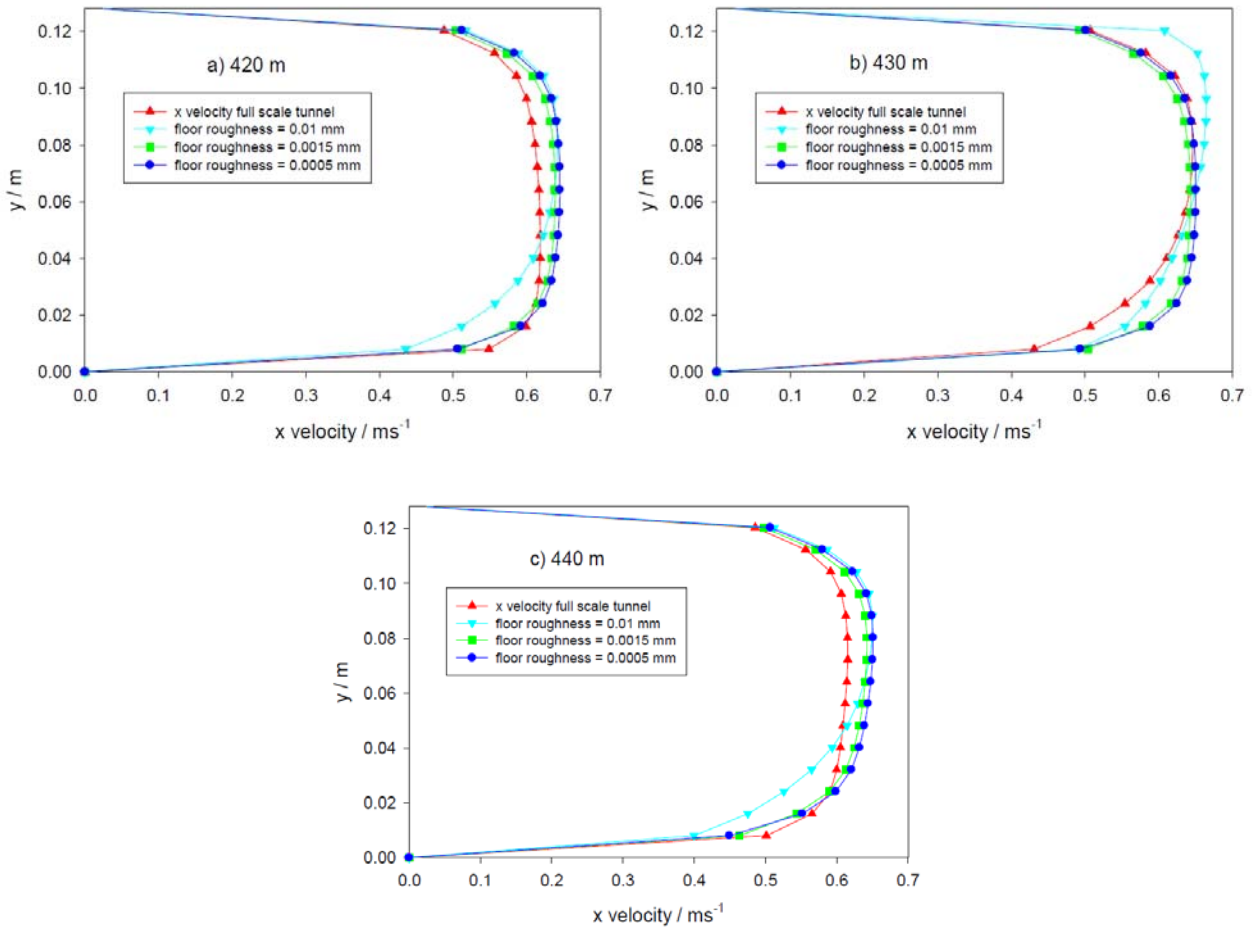 a) 420 m
x velocity full scale tunnel
floor roughness = 0.01 mm
floor roughness = 0.0015 mm
floor roughness = 0.0005 mm
y / m
0.12
0.10
0.08
0.06
0.04
0.02
0.00
0.0 0.1 0.2 0.3 0.4 0.5 0.6 0.7
x velocity / ms⁻¹
b) 430 m
x velocity full scale tunnel
floor roughness = 0.01 mm
floor roughness = 0.0015 mm
floor roughness = 0.0005 mm
y / m
0.12
0.10
0.08
0.06
0.04
0.02
0.00
0.0 0.1 0.2 0.3 0.4 0.5 0.6 0.7
x velocity / ms⁻¹
c) 440 m
x velocity full scale tunnel
floor roughness = 0.01 mm
floor roughness = 0.0015 mm
floor roughness = 0.0005 mm
y / m
0.12
0.10
0.08
0.06
0.04
0.02
0.00
0.0 0.1 0.2 0.3 0.4 0.5 0.6 0.7
x velocity / ms⁻¹